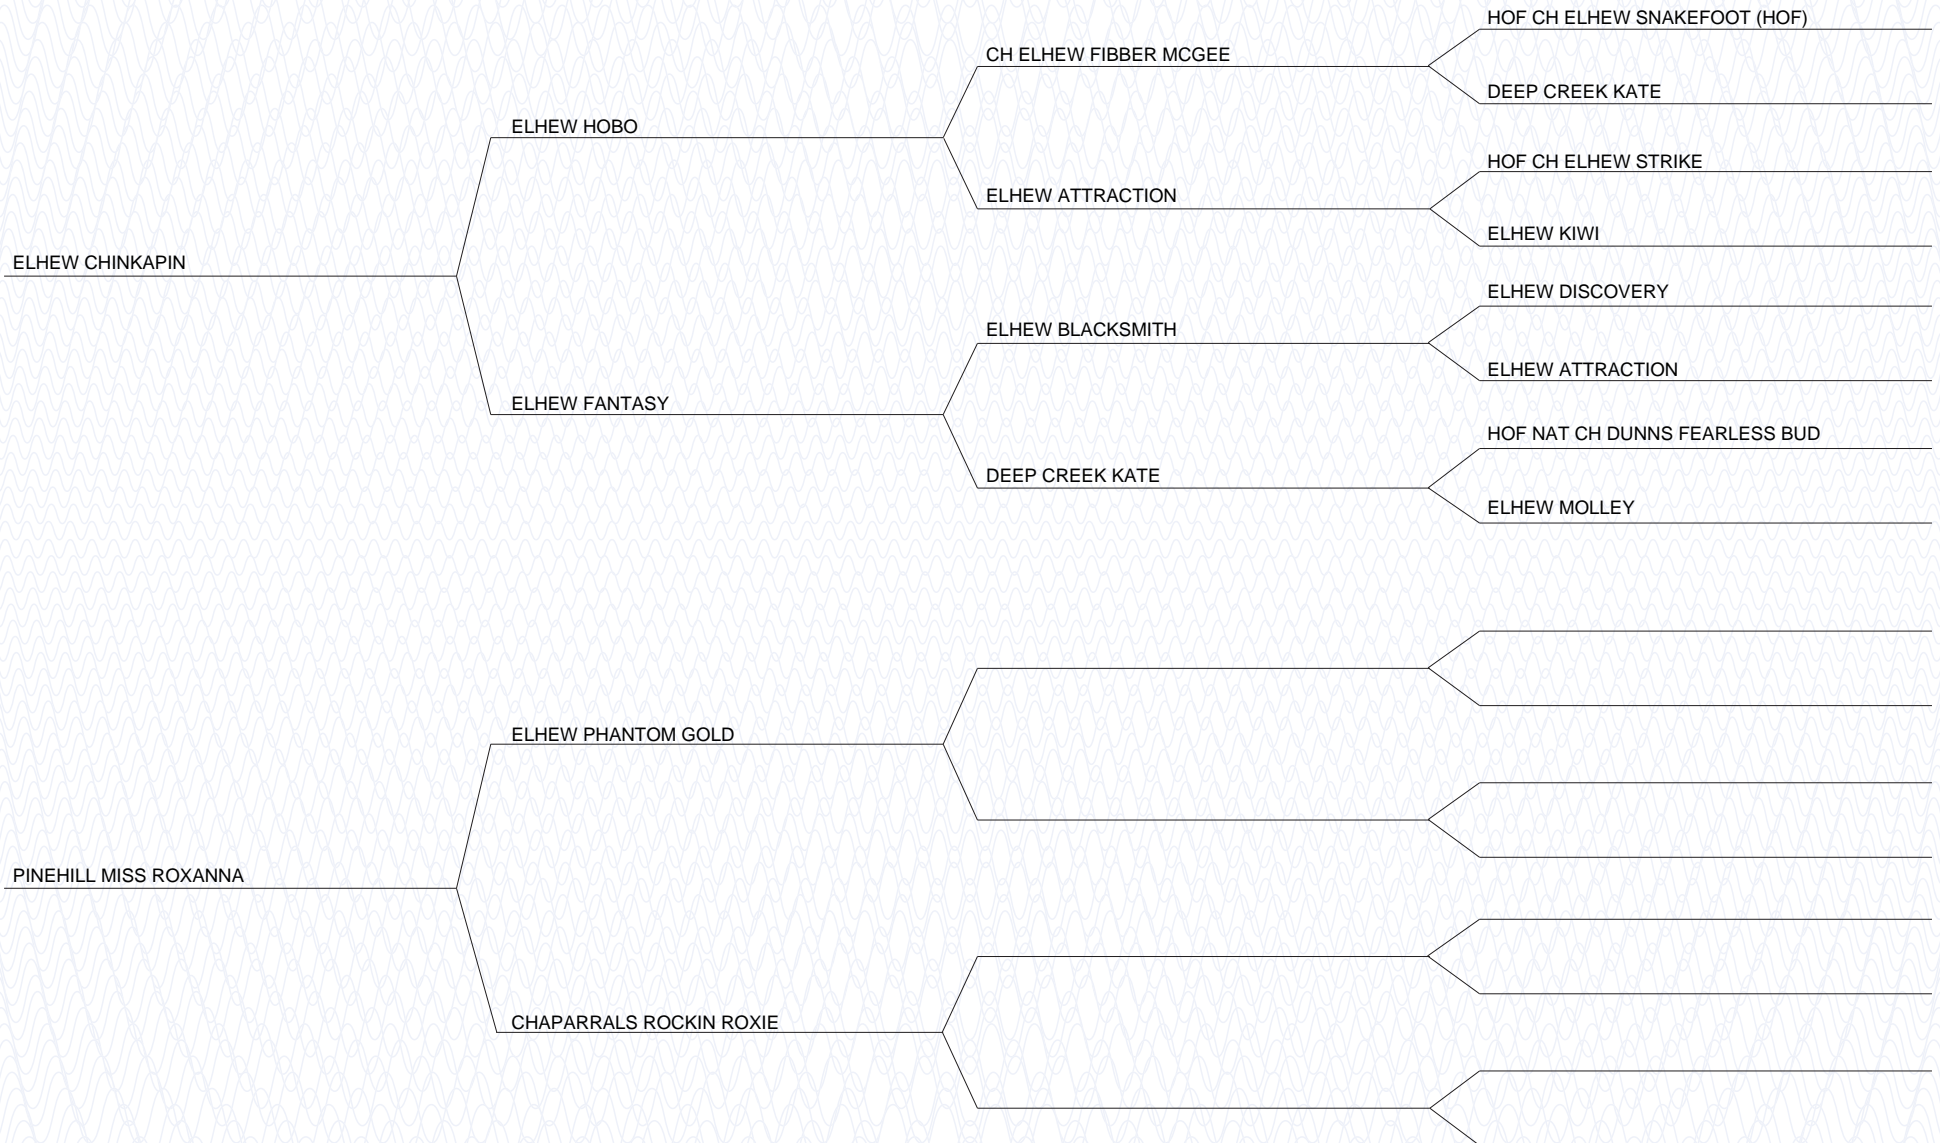 HOF CH ELHEW SNAKEFOOT (HOF)
CH ELHEW FIBBER MCGEE
DEEP CREEK KATE
ELHEW HOBO
HOF CH ELHEW STRIKE
ELHEW ATTRACTION
ELHEW KIWI
ELHEW CHINKAPIN
ELHEW DISCOVERY
ELHEW BLACKSMITH
ELHEW ATTRACTION
ELHEW FANTASY
HOF NAT CH DUNNS FEARLESS BUD
DEEP CREEK KATE
ELHEW MOLLEY
ELHEW PHANTOM GOLD
PINEHILL MISS ROXANNA
CHAPARRALS ROCKIN ROXIE